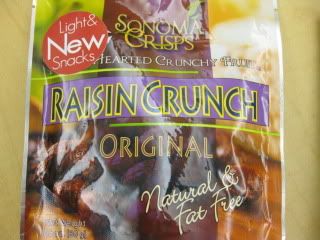 Light &
New
Snacks
SONOMA
CRISPS
HEARTED CRUNCHY FRUIT
RAISIN CRUNCH
ORIGINAL
Natural &
Fat Free